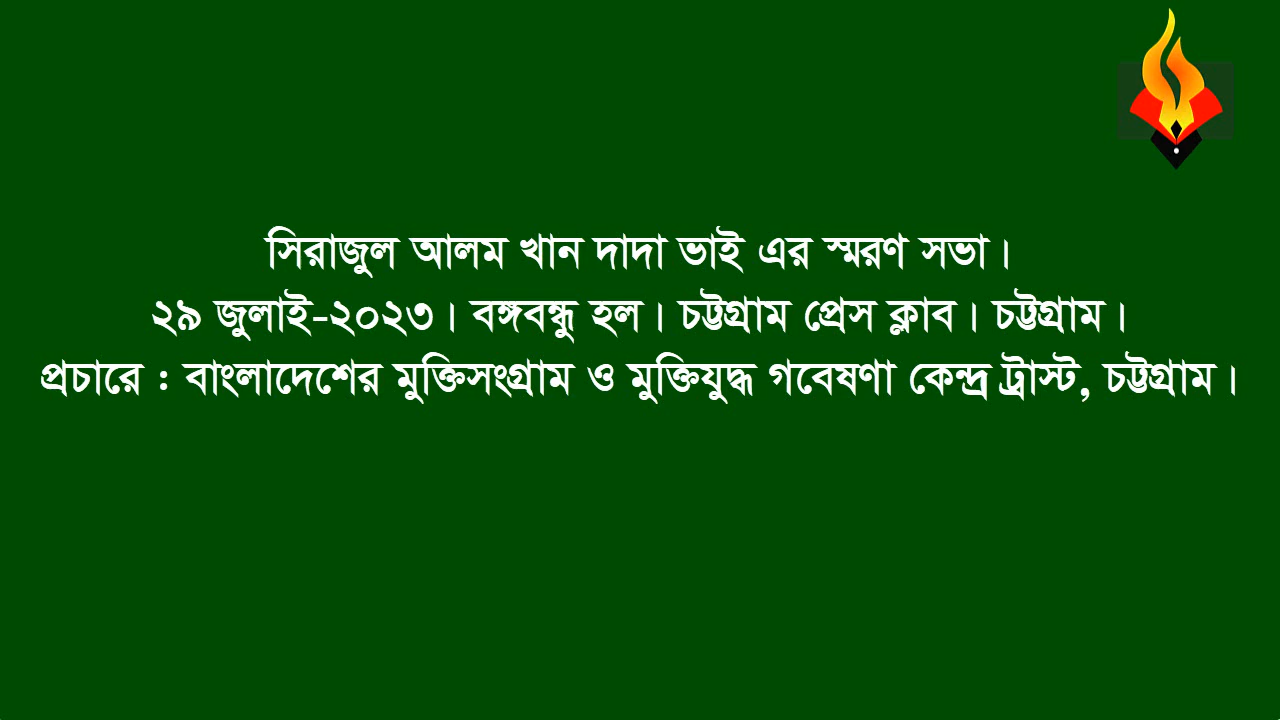 সিরাজুল আলম খান দাদা ভাই এর স্মরণ সভা।
২৯ জুলাই-২০২৩। বঙ্গবন্ধু হল। চট্টগ্রাম প্রেস ক্লাব। চট্টগ্রাম।
প্রচারে : বাংলাদেশের মুক্তিসংগ্রাম ও মুক্তিযুদ্ধ গবেষণা কেন্দ্র ট্রাস্ট, চট্টগ্রাম।